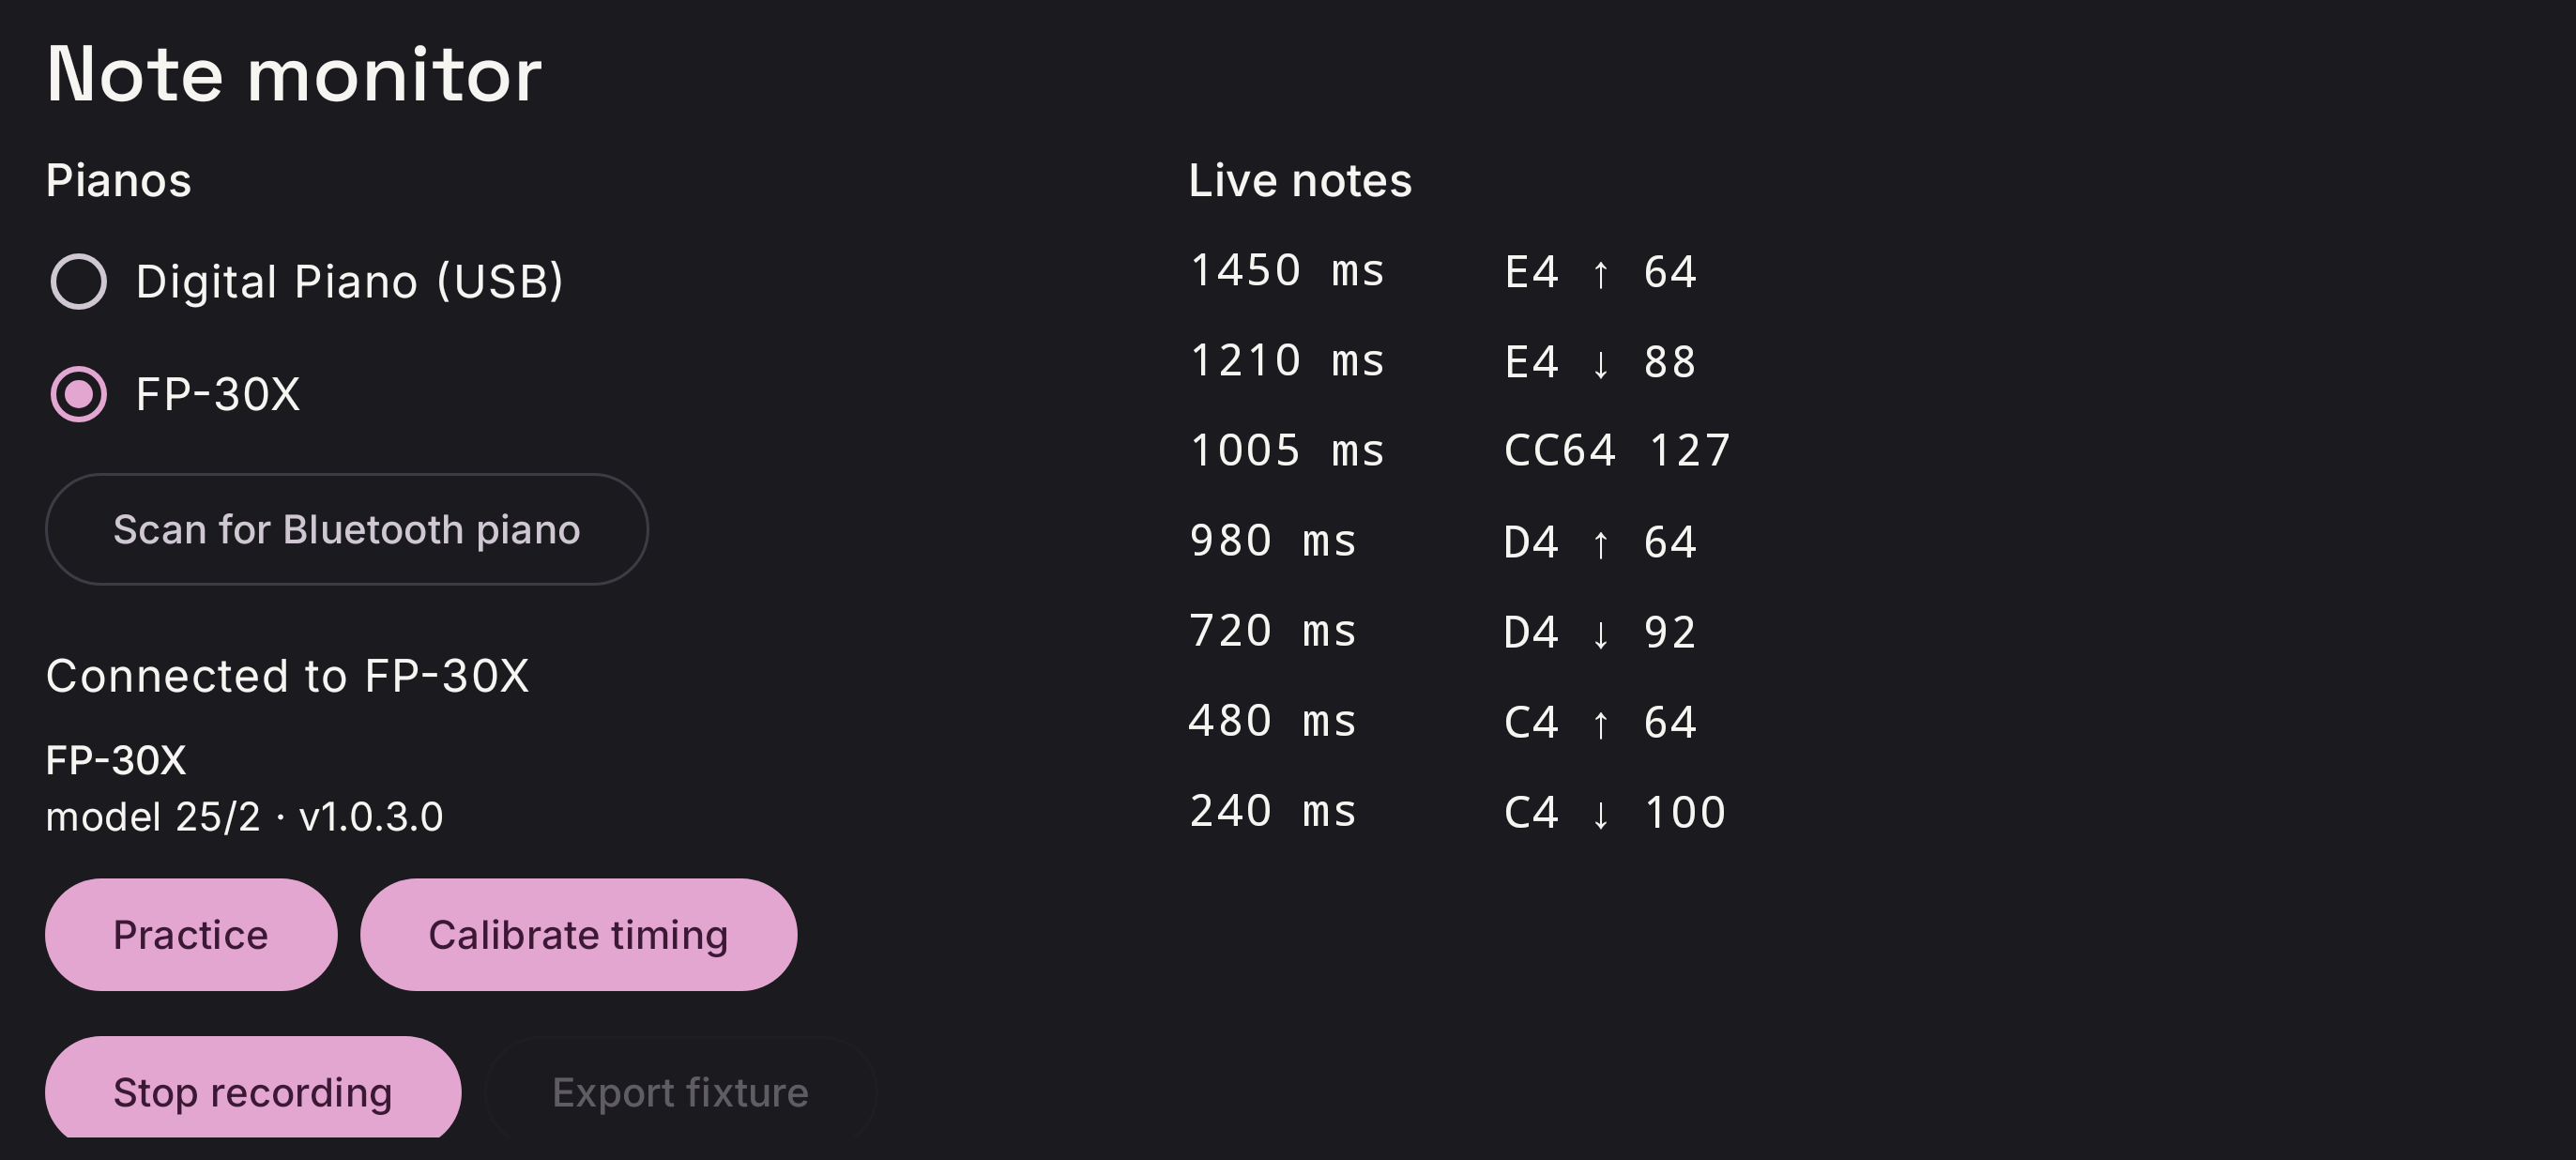 Note monitor
Pianos
Digital Piano (USB)
FP-30X
Scan for Bluetooth piano
Connected to FP-30X
FP-30X
model 25/2 · v1.0.3.0
Practice
Calibrate timing
Stop recording
Export fixture
Live notes
1450 ms E4 ↑ 64
1210 ms E4 ↓ 88
1005 ms CC64 127
980 ms D4 ↑ 64
720 ms D4 ↓ 92
480 ms C4 ↑ 64
240 ms C4 ↓ 100